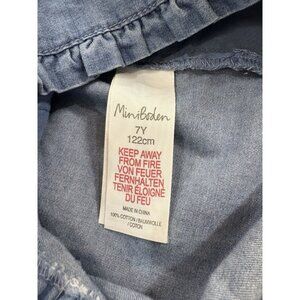 MiniBoden
7Y
122cm
KEEP AWAY
FROM FIRE
VON FEUER
FERNHALTEN
TENIR ÉLOIGNÉ
DU FEU
MADE IN CHINA
100% COTTON / BAUMWOLLE
/ COTON